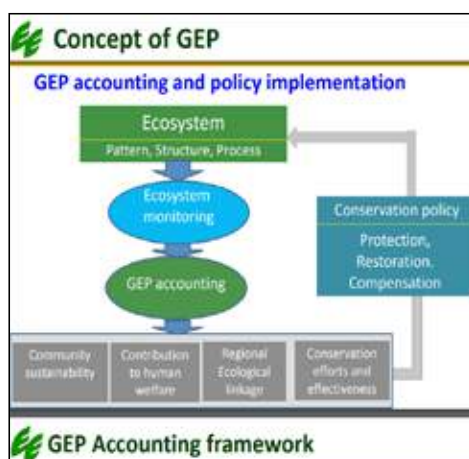 Concept of GEP
GEP accounting and policy implementation
Ecosystem
Pattern, Structure, Process
Ecosystem
monitoring
GEP accounting
Conservation policy
Protection,
Restoration.
Compensation
Community
sustainability
Contribution
to human
welfare
Regional
Ecological
linkage
Conservation
efforts and
effectiveness
GEP Accounting framework